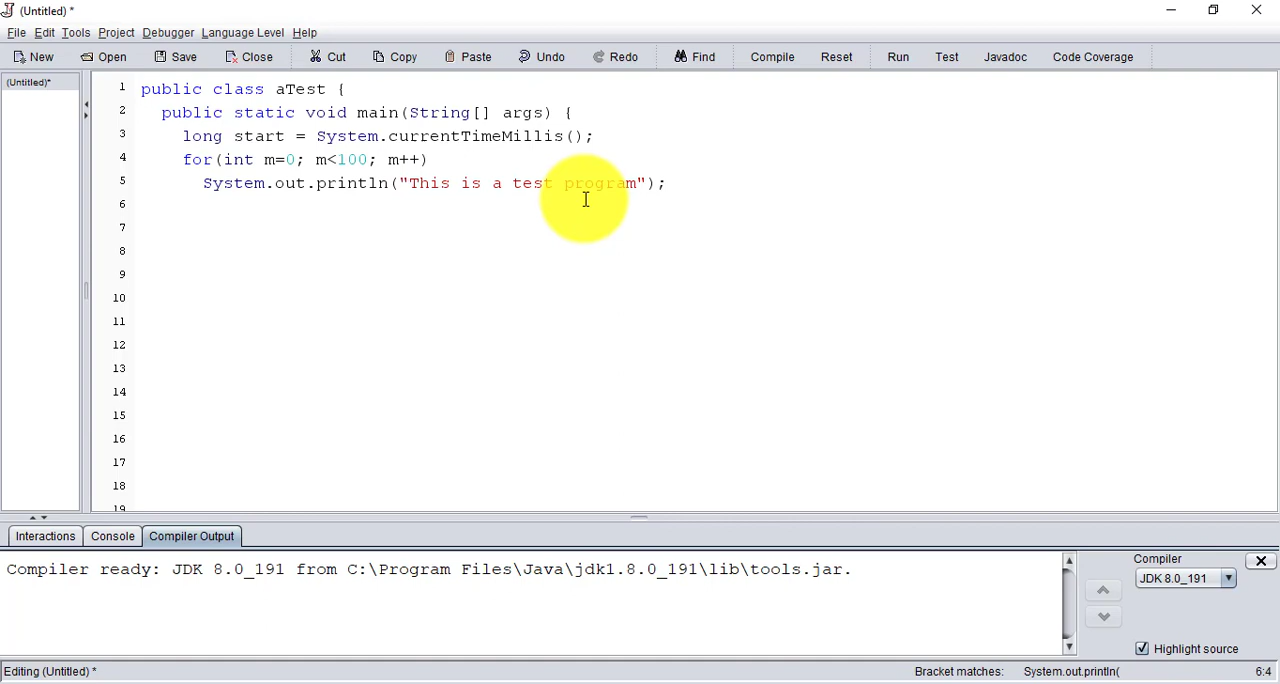 (Untitled) *
File Edit Tools Project Debugger Language Level Help
New Open Save Close Cut Copy Paste Undo Redo Find Compile Reset Run Test Javadoc Code Coverage
(Untitled)*
1 public class aTest {
2 public static void main(String[] args) {
3 long start = System.currentTimeMillis();
4 for(int m=0; m<100; m++)
5 System.out.println("This is a test program");
6
7
8
9
10
11
12
13
14
15
16
17
18
19
Interactions Console Compiler Output
Compiler ready: JDK 8.0_191 from C:\Program Files\Java\jdk1.8.0_191\lib\tools.jar.
Compiler
JDK 8.0_191
Highlight source
Editing (Untitled) * Bracket matches: System.out.println( 6:4